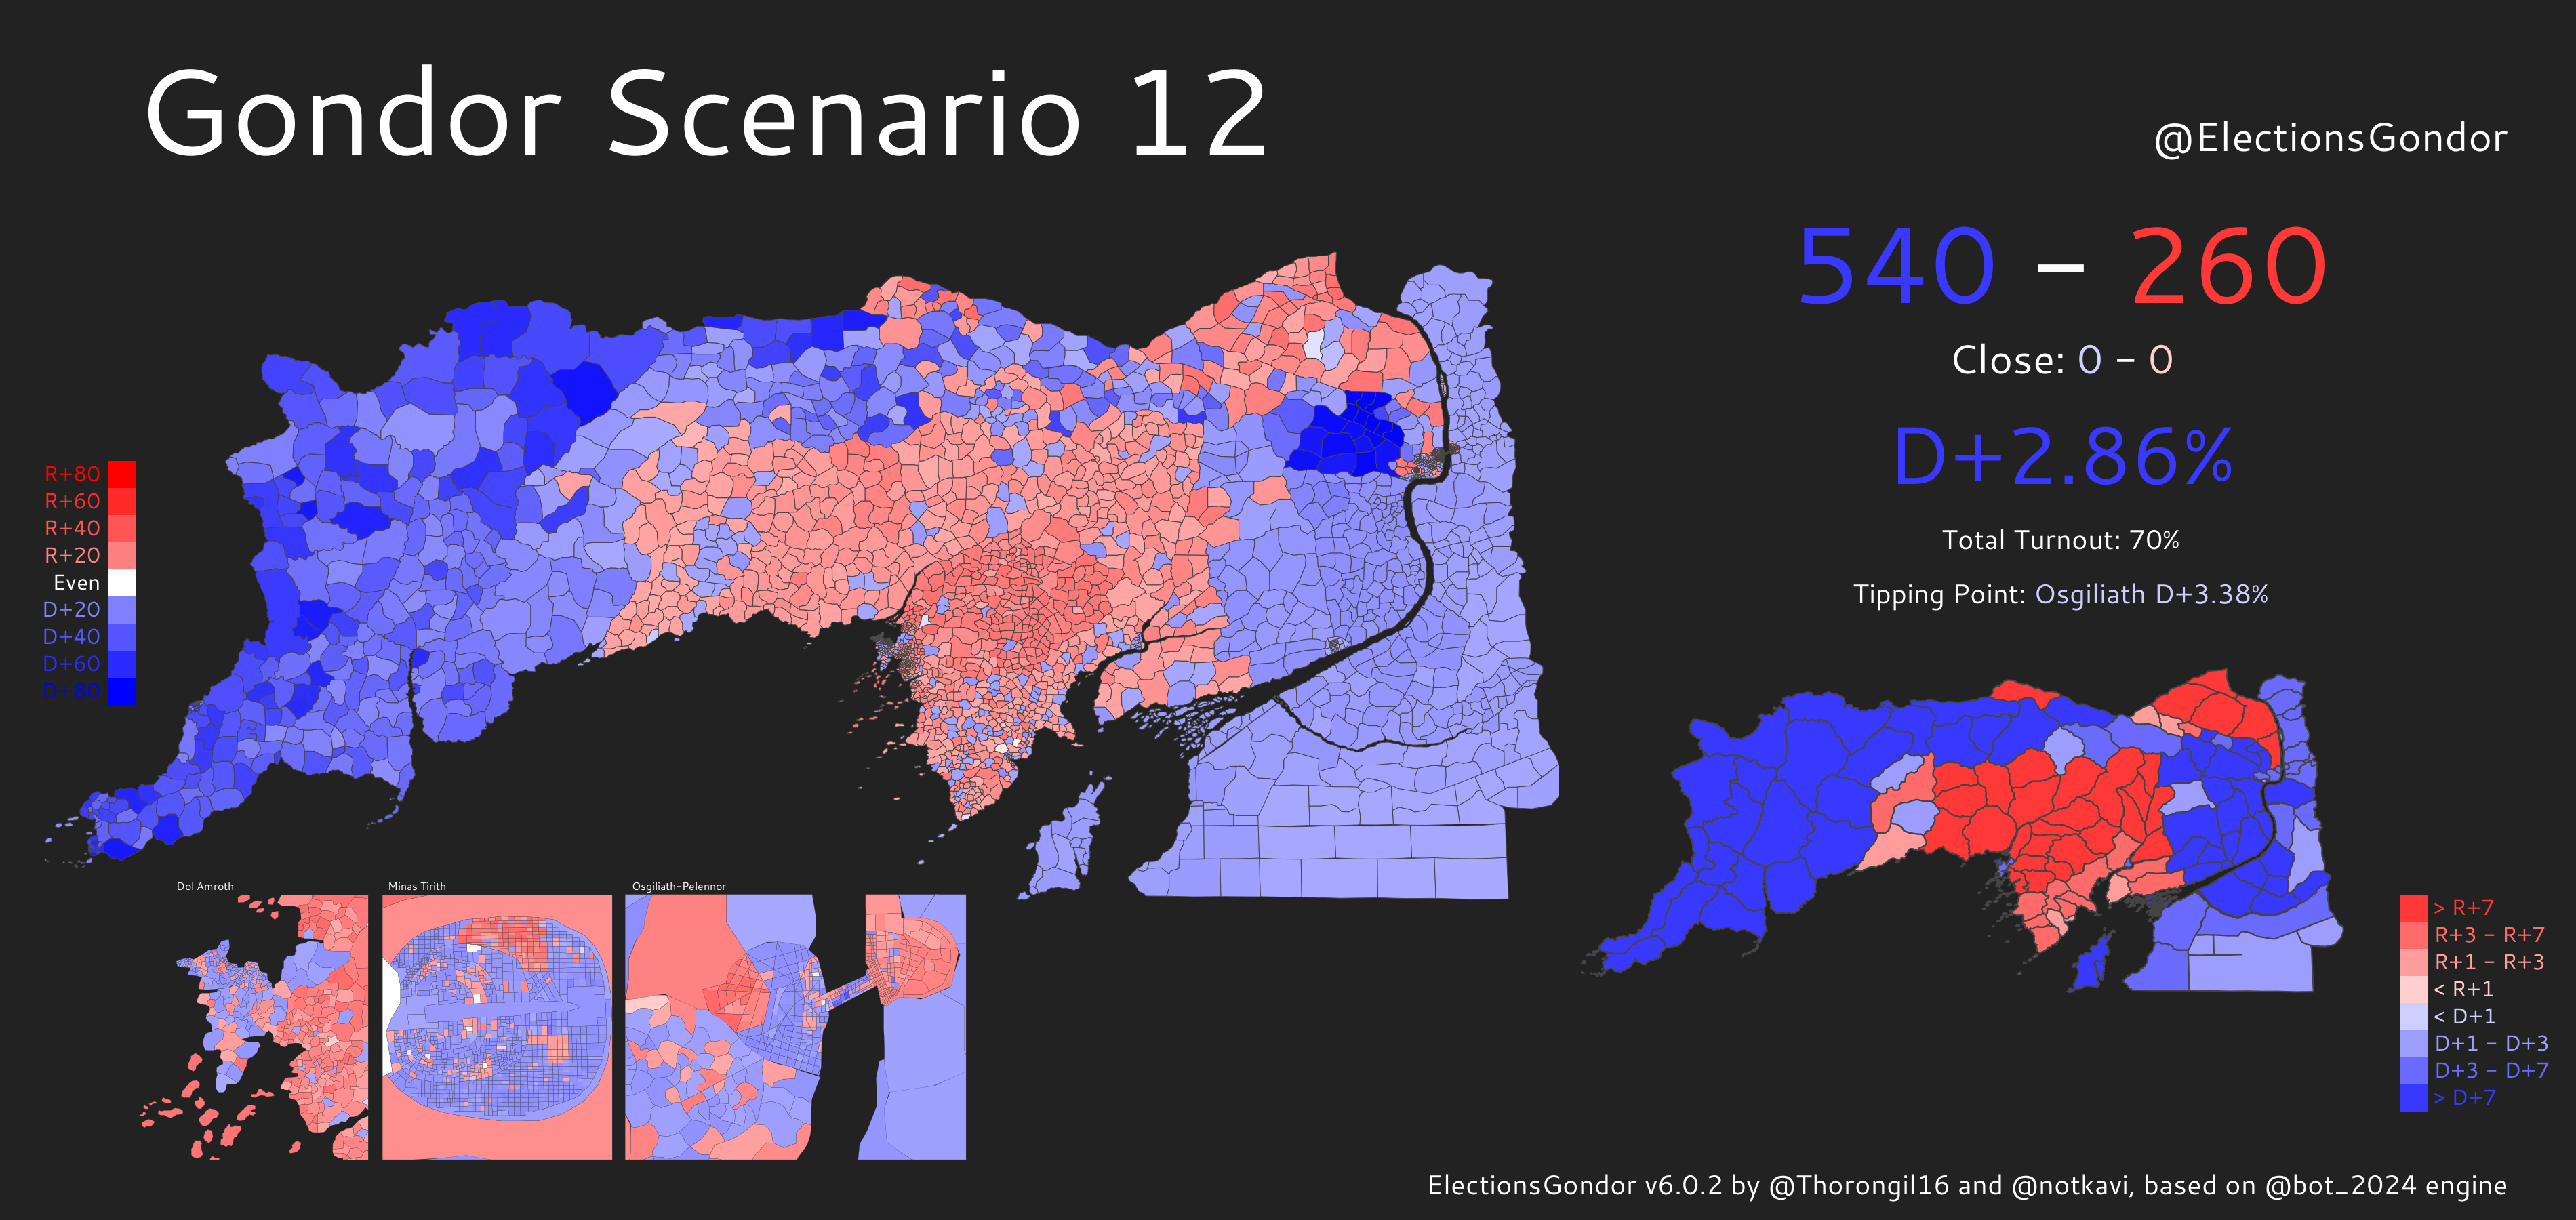 Gondor Scenario 12
@ElectionsGondor
540 – 260
Close: 0 – 0
D+2.86%
Total Turnout: 70%
Tipping Point: Osgiliath D+3.38%
R+80
R+60
R+40
R+20
Even
D+20
D+40
D+60
D+80
Dol Amroth
Minas Tirith
Osgiliath-Pelennor
> R+7
R+3 - R+7
R+1 - R+3
< R+1
< D+1
D+1 - D+3
D+3 - D+7
> D+7
ElectionsGondor v6.0.2 by @Thorongil16 and @notkavi, based on @bot_2024 engine